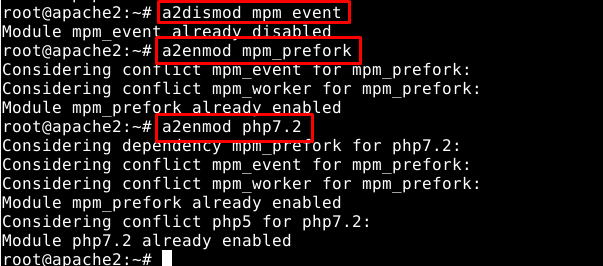 root@apache2:~# a2dismod mpm_event
Module mpm_event already disabled
root@apache2:~# a2enmod mpm_prefork
Considering conflict mpm_event for mpm_prefork:
Considering conflict mpm_worker for mpm_prefork:
Module mpm_prefork already enabled
root@apache2:~# a2enmod php7.2
Considering dependency mpm_prefork for php7.2:
Considering conflict mpm_event for mpm_prefork:
Considering conflict mpm_worker for mpm_prefork:
Module mpm_prefork already enabled
Considering conflict php5 for php7.2:
Module php7.2 already enabled
root@apache2:~#